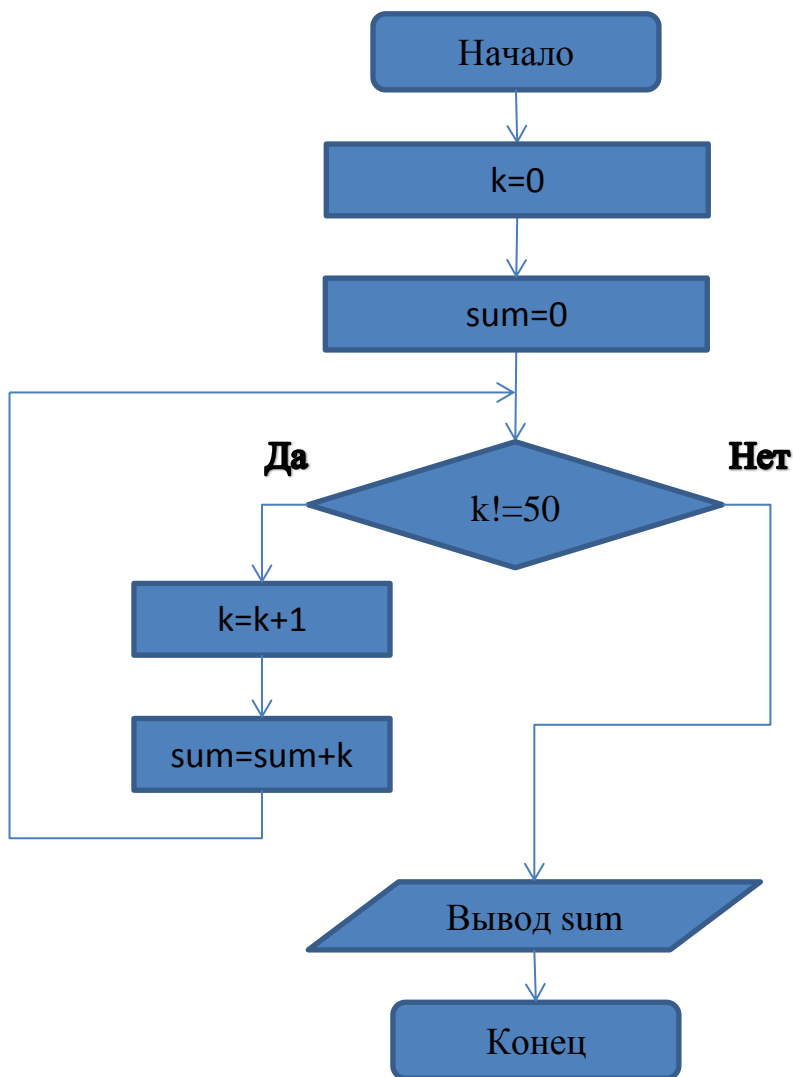 Начало
k=0
sum=0
Да
Нет
k!=50
k=k+1
sum=sum+k
Вывод sum
Конец